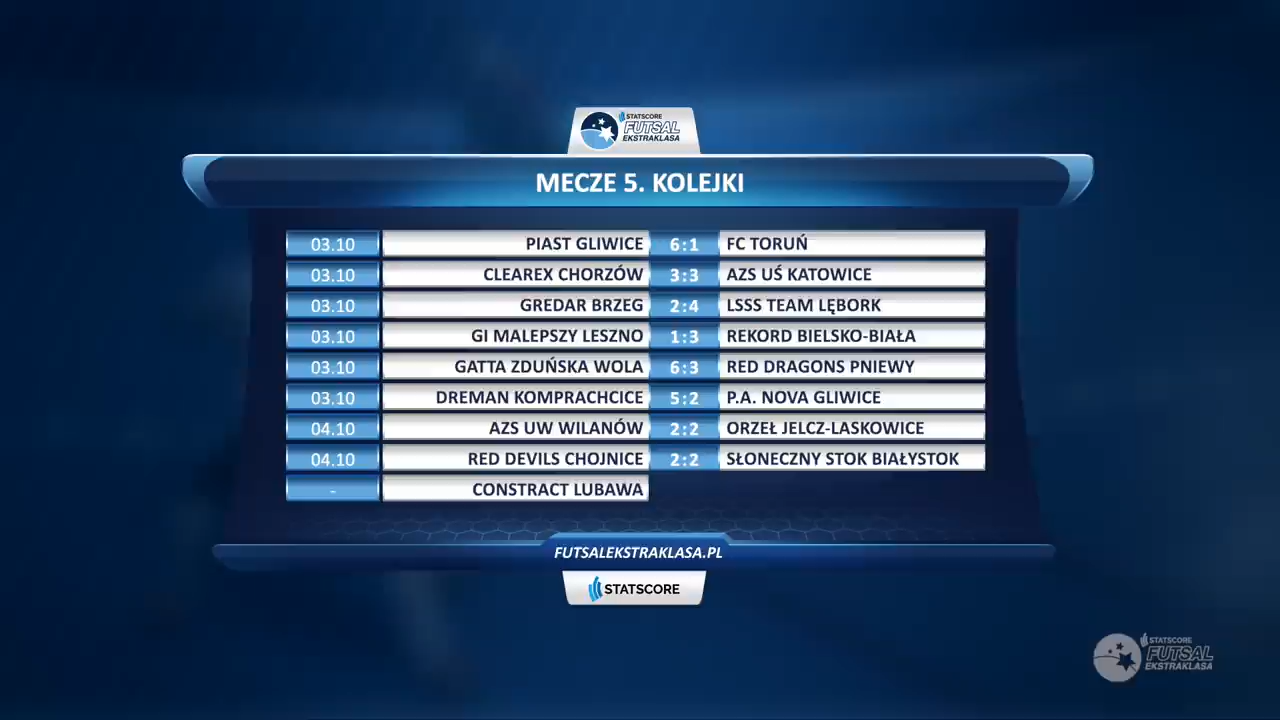 STATSCORE
FUTSAL
EKSTRAKLASA
MECZE 5. KOLEJKI
03.10 PIAST GLIWICE 6:1 FC TORUŃ
03.10 CLEAREX CHORZÓW 3:3 AZS UŚ KATOWICE
03.10 GREDAR BRZEG 2:4 LSSS TEAM LĘBORK
03.10 GI MALEPSZY LESZNO 1:3 REKORD BIELSKO-BIAŁA
03.10 GATTA ZDUŃSKA WOLA 6:3 RED DRAGONS PNIEWY
03.10 DREMAN KOMPRACHCICE 5:2 P.A. NOVA GLIWICE
04.10 AZS UW WILANÓW 2:2 ORZEŁ JELCZ-LASKOWICE
04.10 RED DEVILS CHOJNICE 2:2 SŁONECZNY STOK BIAŁYSTOK
- CONSTRACT LUBAWA
FUTSALEKSTRAKLASA.PL
STATSCORE
STATSCORE
FUTSAL
EKSTRAKLASA